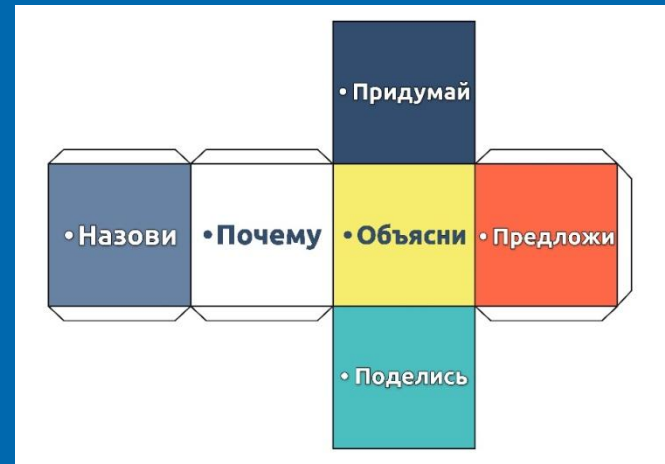 • Придумай
• Назови
• Почему
• Объясни
• Предложи
• Поделись